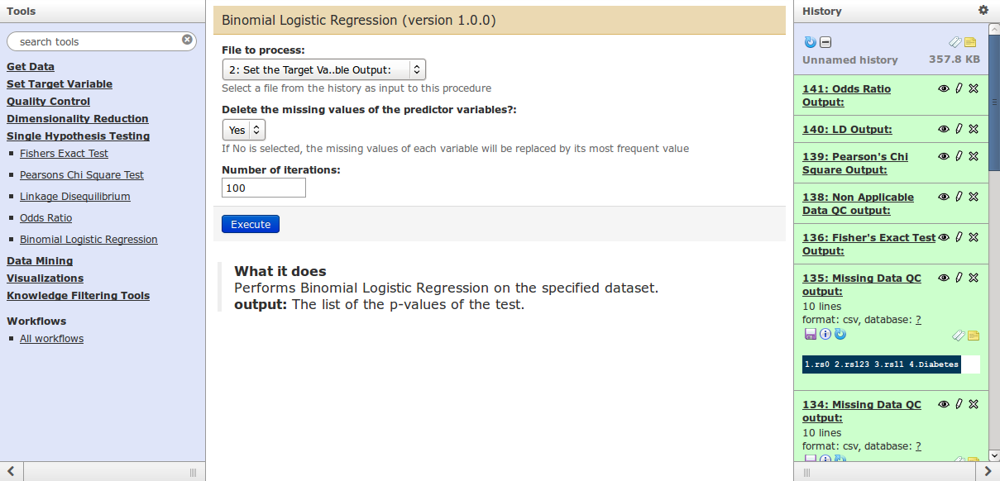 Tools
search tools
Get Data
Set Target Variable
Quality Control
Dimensionality Reduction
Single Hypothesis Testing
Fishers Exact Test
Pearsons Chi Square Test
Linkage Disequilibrium
Odds Ratio
Binomial Logistic Regression
Data Mining
Visualizations
Knowledge Filtering Tools
Workflows
All workflows
Binomial Logistic Regression (version 1.0.0)
File to process:
2: Set the Target Va..ble Output:
Select a file from the history as input to this procedure
Delete the missing values of the predictor variables?:
Yes
If No is selected, the missing values of each variable will be replaced by its most frequent value
Number of iterations:
100
Execute
What it does
Performs Binomial Logistic Regression on the specified dataset.
output: The list of the p-values of the test.
History
Unnamed history 357.8 KB
141: Odds Ratio
Output:
140: LD Output:
139: Pearson's Chi
Square Output:
138: Non Applicable
Data QC output:
136: Fisher's Exact Test
Output:
135: Missing Data QC
output:
10 lines
format: csv, database: ?
1.rs0 2.rs123 3.rs11 4.Diabetes
134: Missing Data QC
output:
10 lines
format: csv, database: ?